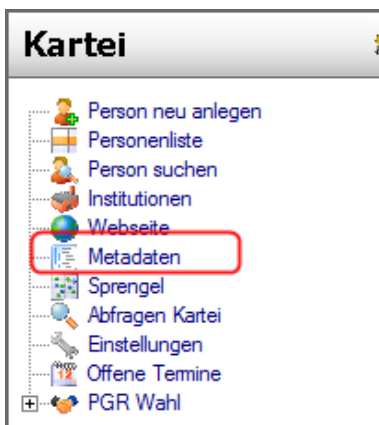 Kartei
Person neu anlegen
Personenliste
Person suchen
Institutionen
Webseite
Metadaten
Sprengel
Abfragen Kartei
Einstellungen
Offene Termine
PGR Wahl